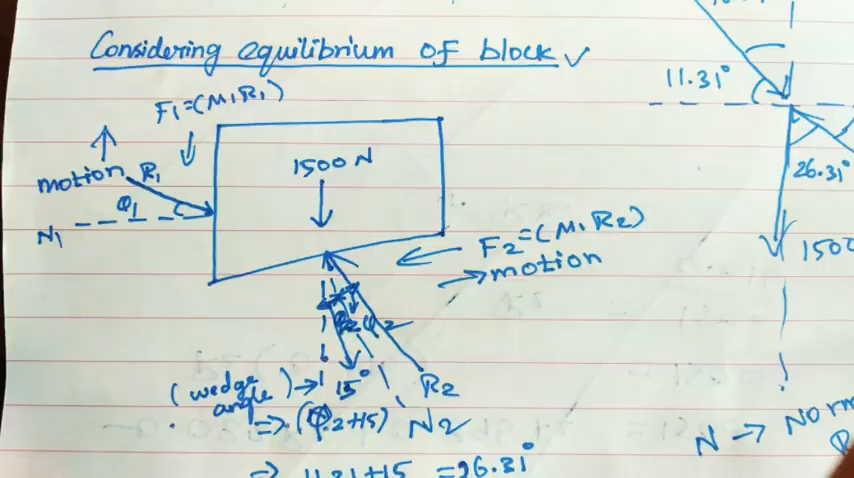 Considering equilibrium of block ✓
F1=(M1R1)
11.31°
motion R1
1500 N
φ1
N1
26.31°
F2=(M1R2)
→motion
1500
φ2
(wedge angle)→ 15° R2
⇒(φ2+15) N2
N → Norm
⇒ 11.31+15 =26.31°